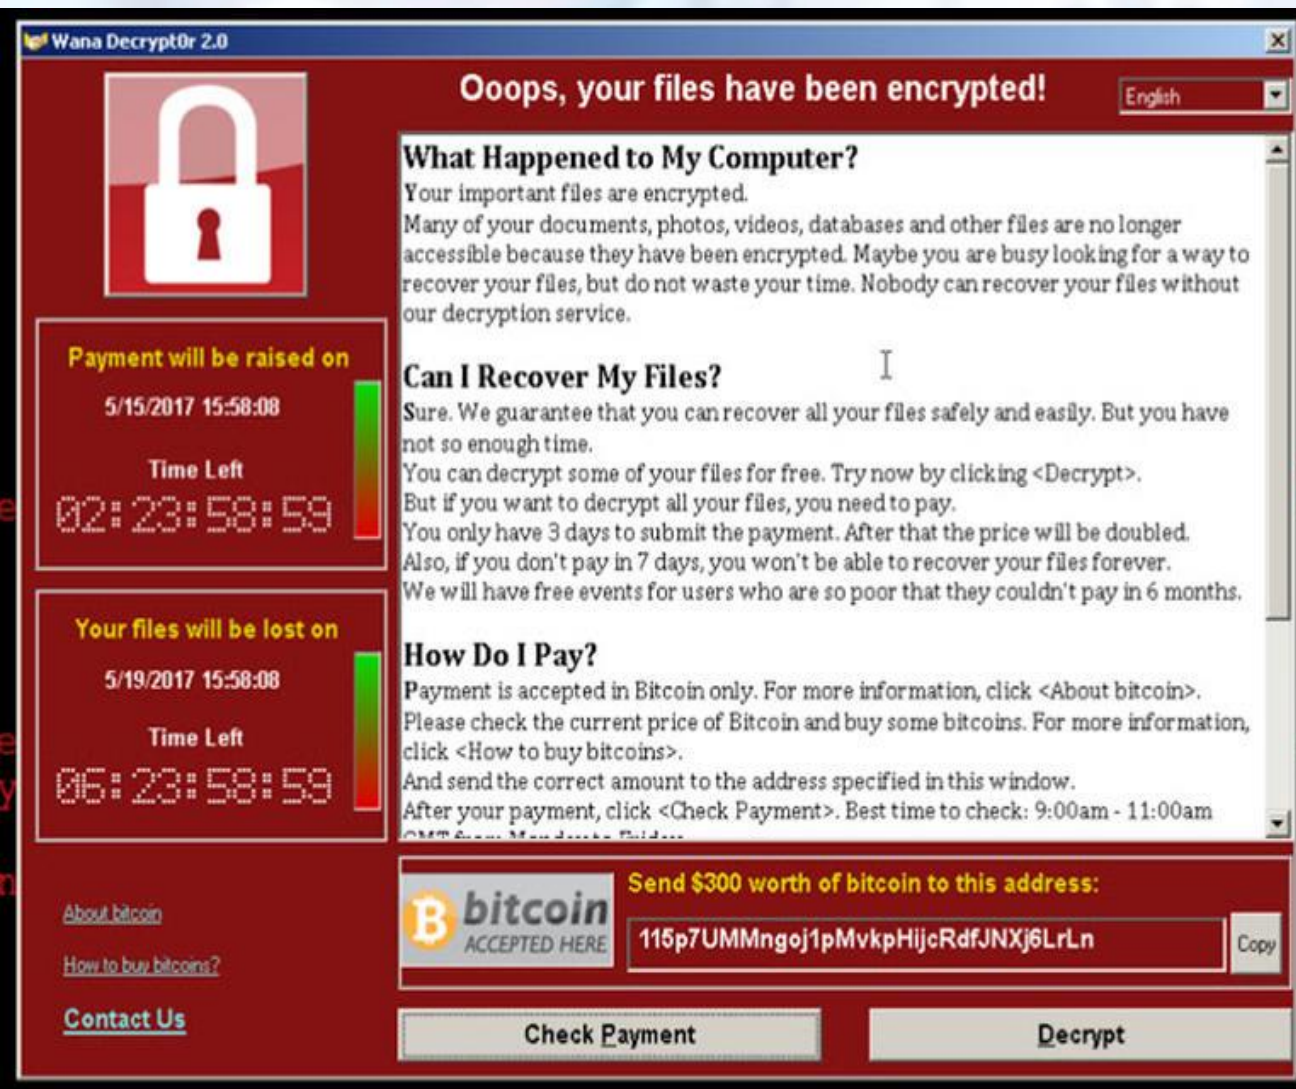 Wana Decrypt0r 2.0
Ooops, your files have been encrypted!
English
Payment will be raised on
5/15/2017 15:58:08
Time Left
02:23:58:59
Your files will be lost on
5/19/2017 15:58:08
Time Left
06:23:58:59
About bitcoin
How to buy bitcoins?
Contact Us
What Happened to My Computer?
Your important files are encrypted.
Many of your documents, photos, videos, databases and other files are no longer
accessible because they have been encrypted. Maybe you are busy looking for a way to
recover your files, but do not waste your time. Nobody can recover your files without
our decryption service.
Can I Recover My Files?
Sure. We guarantee that you can recover all your files safely and easily. But you have
not so enough time.
You can decrypt some of your files for free. Try now by clicking <Decrypt>.
But if you want to decrypt all your files, you need to pay.
You only have 3 days to submit the payment. After that the price will be doubled.
Also, if you don't pay in 7 days, you won't be able to recover your files forever.
We will have free events for users who are so poor that they couldn't pay in 6 months.
How Do I Pay?
Payment is accepted in Bitcoin only. For more information, click <About bitcoin>.
Please check the current price of Bitcoin and buy some bitcoins. For more information,
click <How to buy bitcoins>.
And send the correct amount to the address specified in this window.
After your payment, click <Check Payment>. Best time to check: 9:00am - 11:00am
GMT from Monday to Friday
bitcoin
ACCEPTED HERE
Send $300 worth of bitcoin to this address:
115p7UMMngoj1pMvkpHijcRdfJNXj6LrLn
Copy
Check Payment
Decrypt